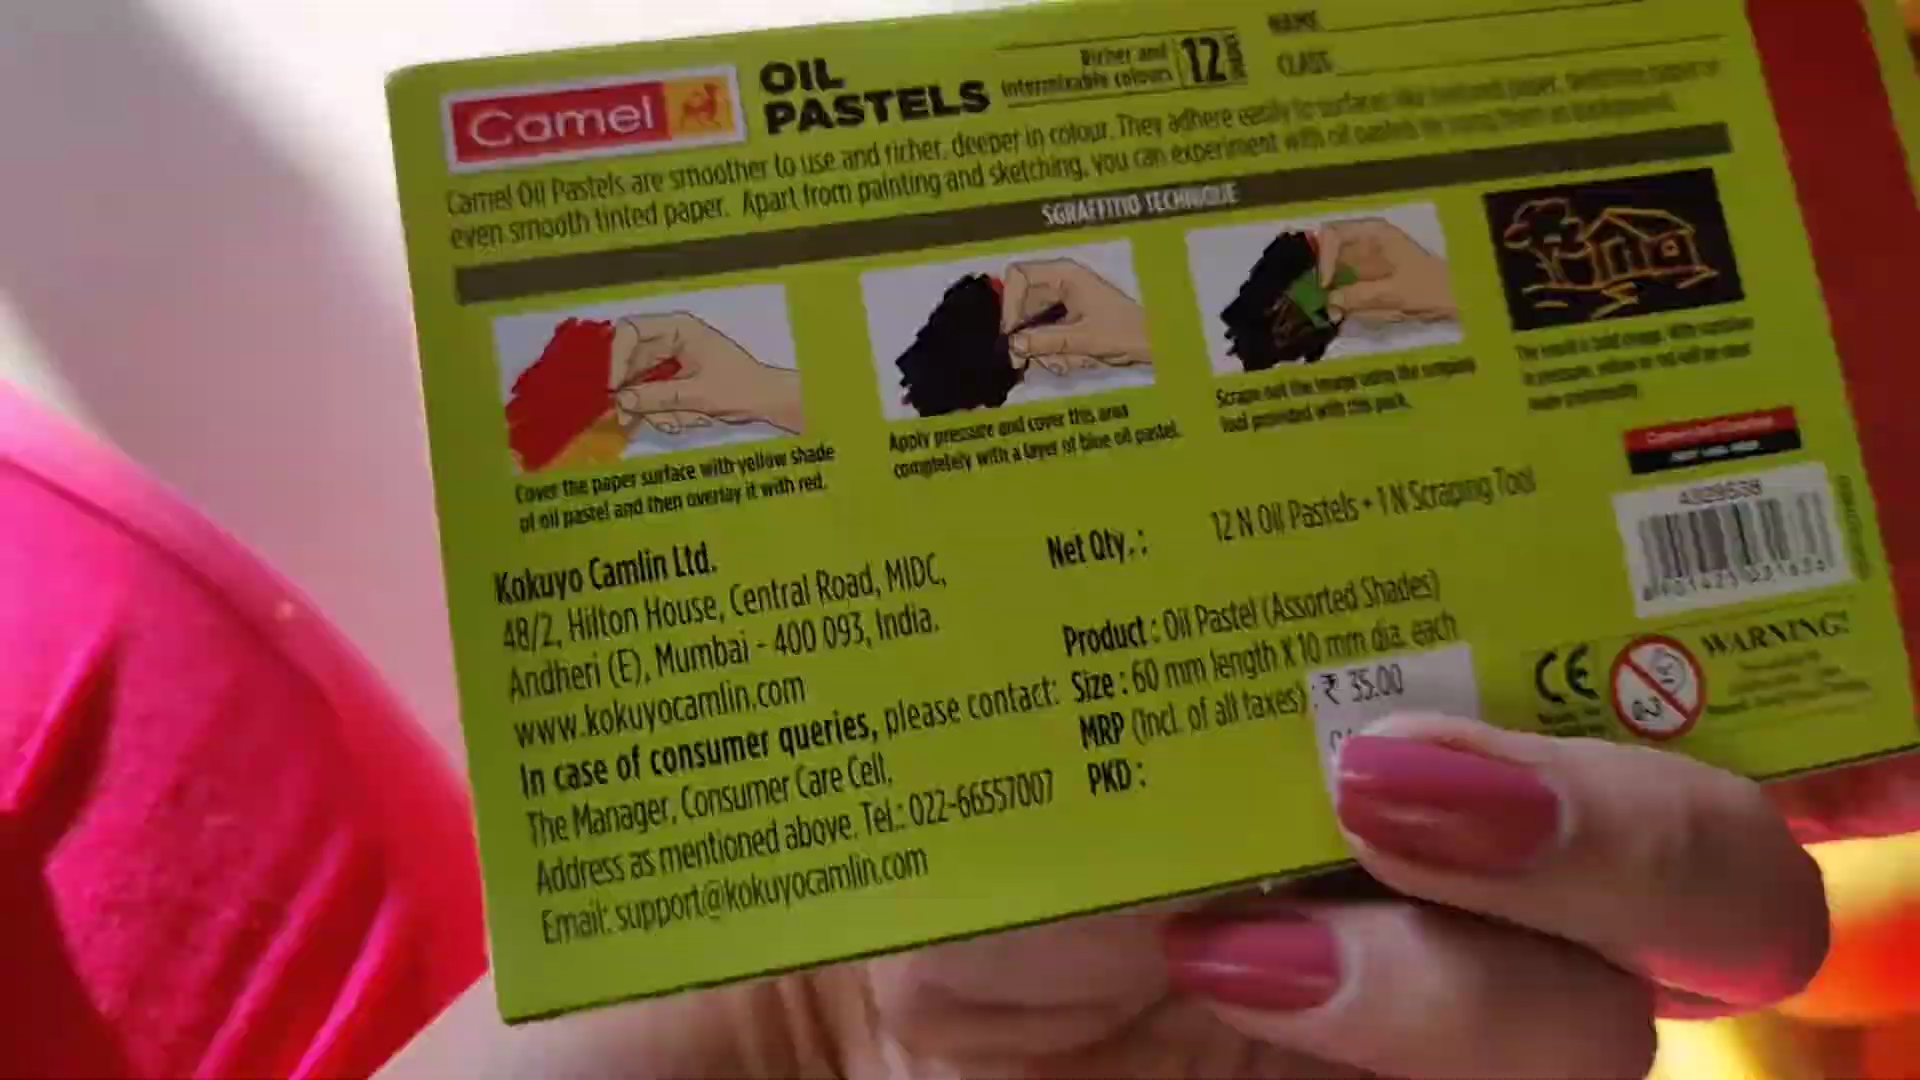 Camel
OIL
PASTELS
Richer and
intermixable colours
12
NAME
CLASS
Camel Oil Pastels are smoother to use and richer, deeper in colour. They adhere easily to surfaces like textured paper,
even smooth tinted paper. Apart from painting and sketching, you can experiment with oil pastels
SGRAFFITIO TECHNIQUE
Cover the paper surface with yellow shade
of oil pastel and then overlay it with red.
Apply pressure and cover this area
completely with a layer of blue oil pastel.
Scrape out the image using the
tool provided with this pack.
Kokuyo Camlin Ltd.
48/2, Hilton House, Central Road, MIDC,
Andheri (E), Mumbai - 400 093, India.
www.kokuyocamlin.com
In case of consumer queries, please contact:
The Manager, Consumer Care Cell,
Address as mentioned above. Tel.: 022-66557007
Email: support@kokuyocamlin.com
Net Qty.: 12 N Oil Pastels + 1 N Scraping Tool
Product : Oil Pastel (Assorted Shades)
Size : 60 mm length X 10 mm dia. each
MRP (Incl. of all taxes) : ₹ 35.00
PKD :
CE
0-3
WARNING!